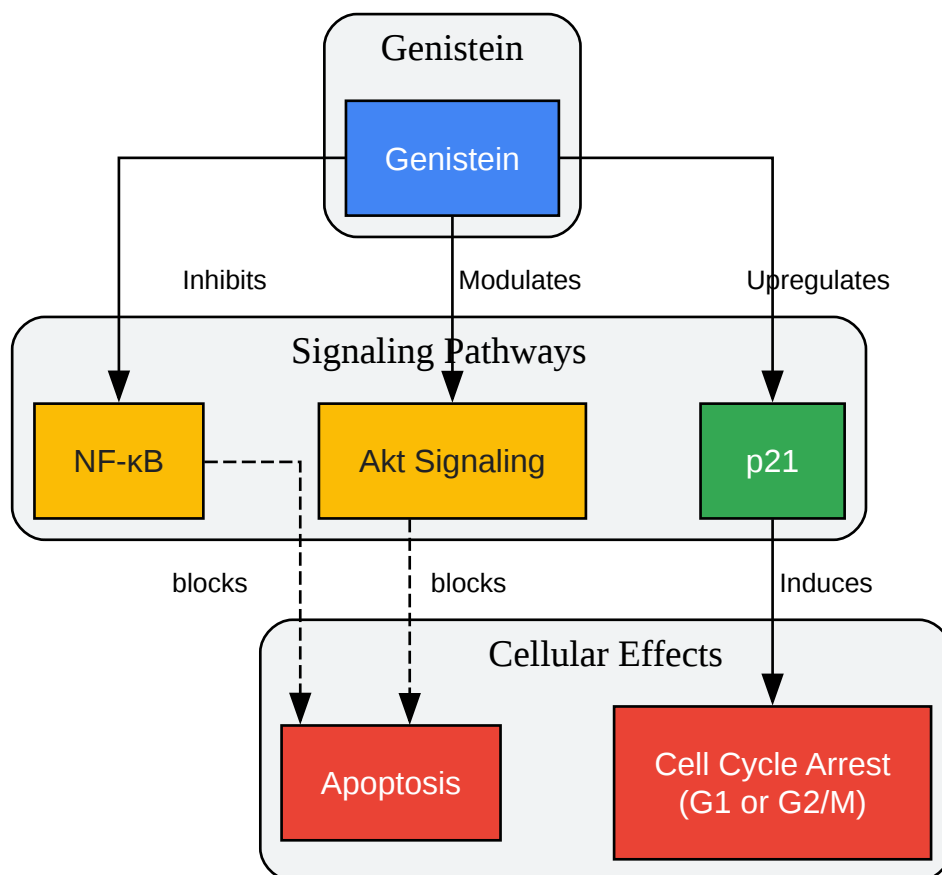 Genistein
Genistein
Inhibits
Modulates
Upregulates
Signaling Pathways
NF-κB
Akt Signaling
p21
blocks
blocks
Induces
Cellular Effects
Apoptosis
Cell Cycle Arrest
(G1 or G2/M)